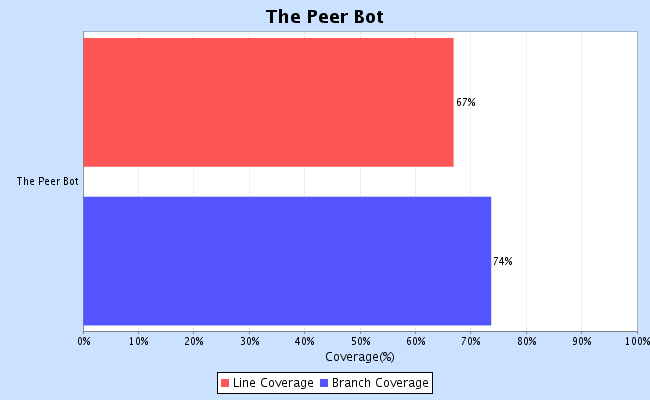 The Peer Bot
67%
The Peer Bot
74%
0% 10% 20% 30% 40% 50% 60% 70% 80% 90% 100%
Coverage(%)
Line Coverage Branch Coverage